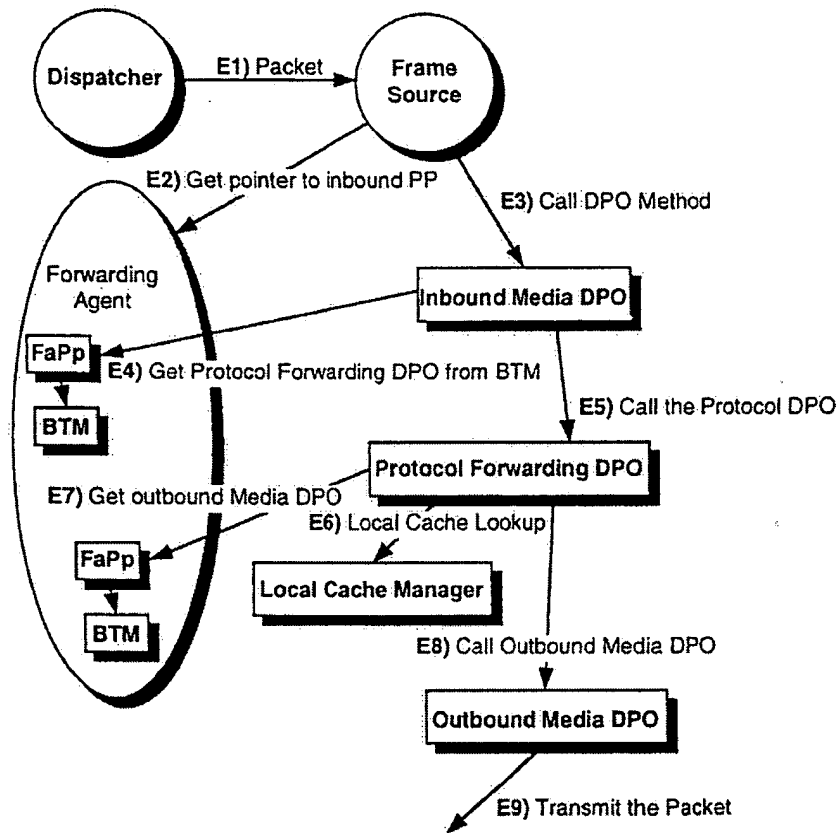 Dispatcher
E1) Packet
Frame
Source
E2) Get pointer to inbound PP
E3) Call DPO Method
Forwarding
Agent
Inbound Media DPO
FaPp
E4) Get Protocol Forwarding DPO from BTM
BTM
E5) Call the Protocol DPO
Protocol Forwarding DPO
E7) Get outbound Media DPO
E6) Local Cache Lookup
FaPp
Local Cache Manager
BTM
E8) Call Outbound Media DPO
Outbound Media DPO
E9) Transmit the Packet